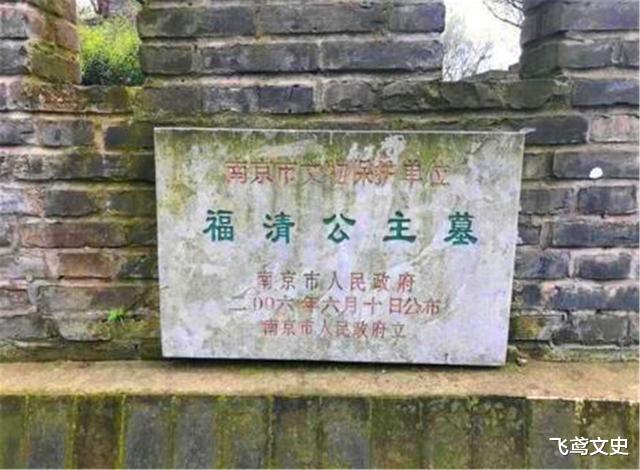 南京市文物保护单位
福清公主墓
南京市人民政府
二00六年六月十日公布
南京市人民政府立
飞鸢文史